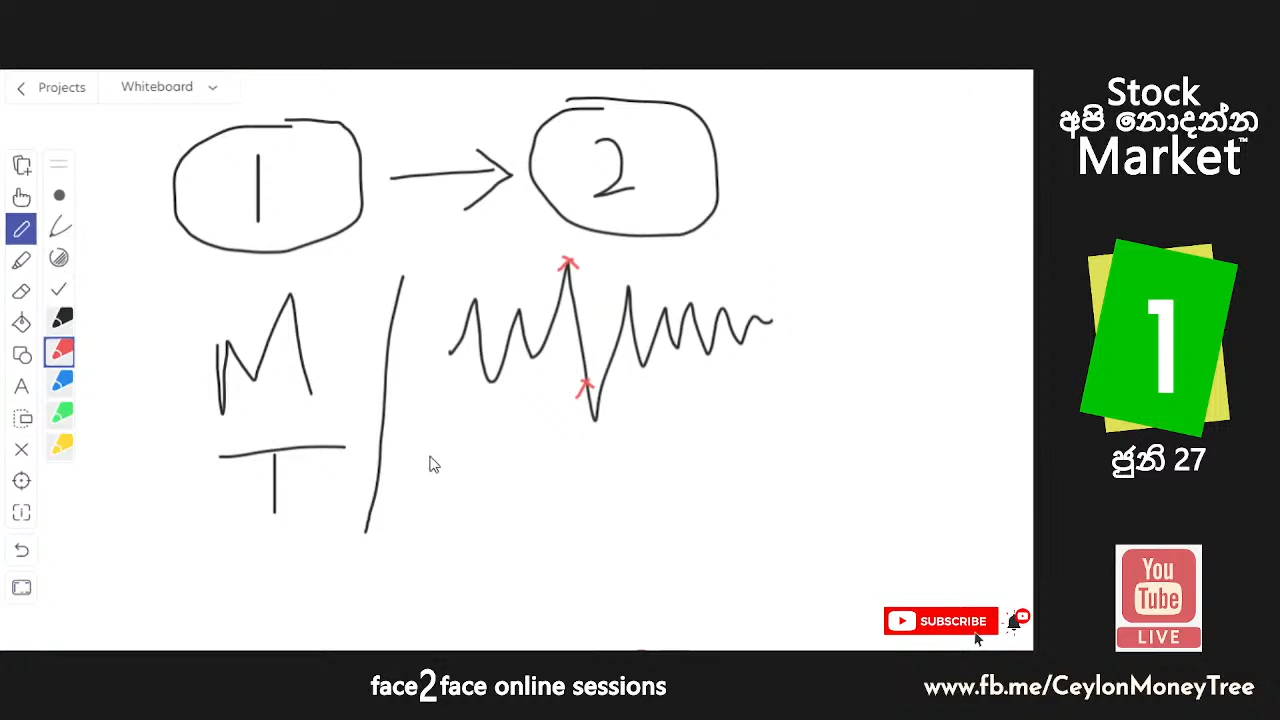 Projects
Whiteboard
1
2
M
T
A
SUBSCRIBE
Stock
අපි නොදන්න
Market™
1
ජුනි 27
You
Tube
LIVE
face2face online sessions
www.fb.me/CeylonMoneyTree